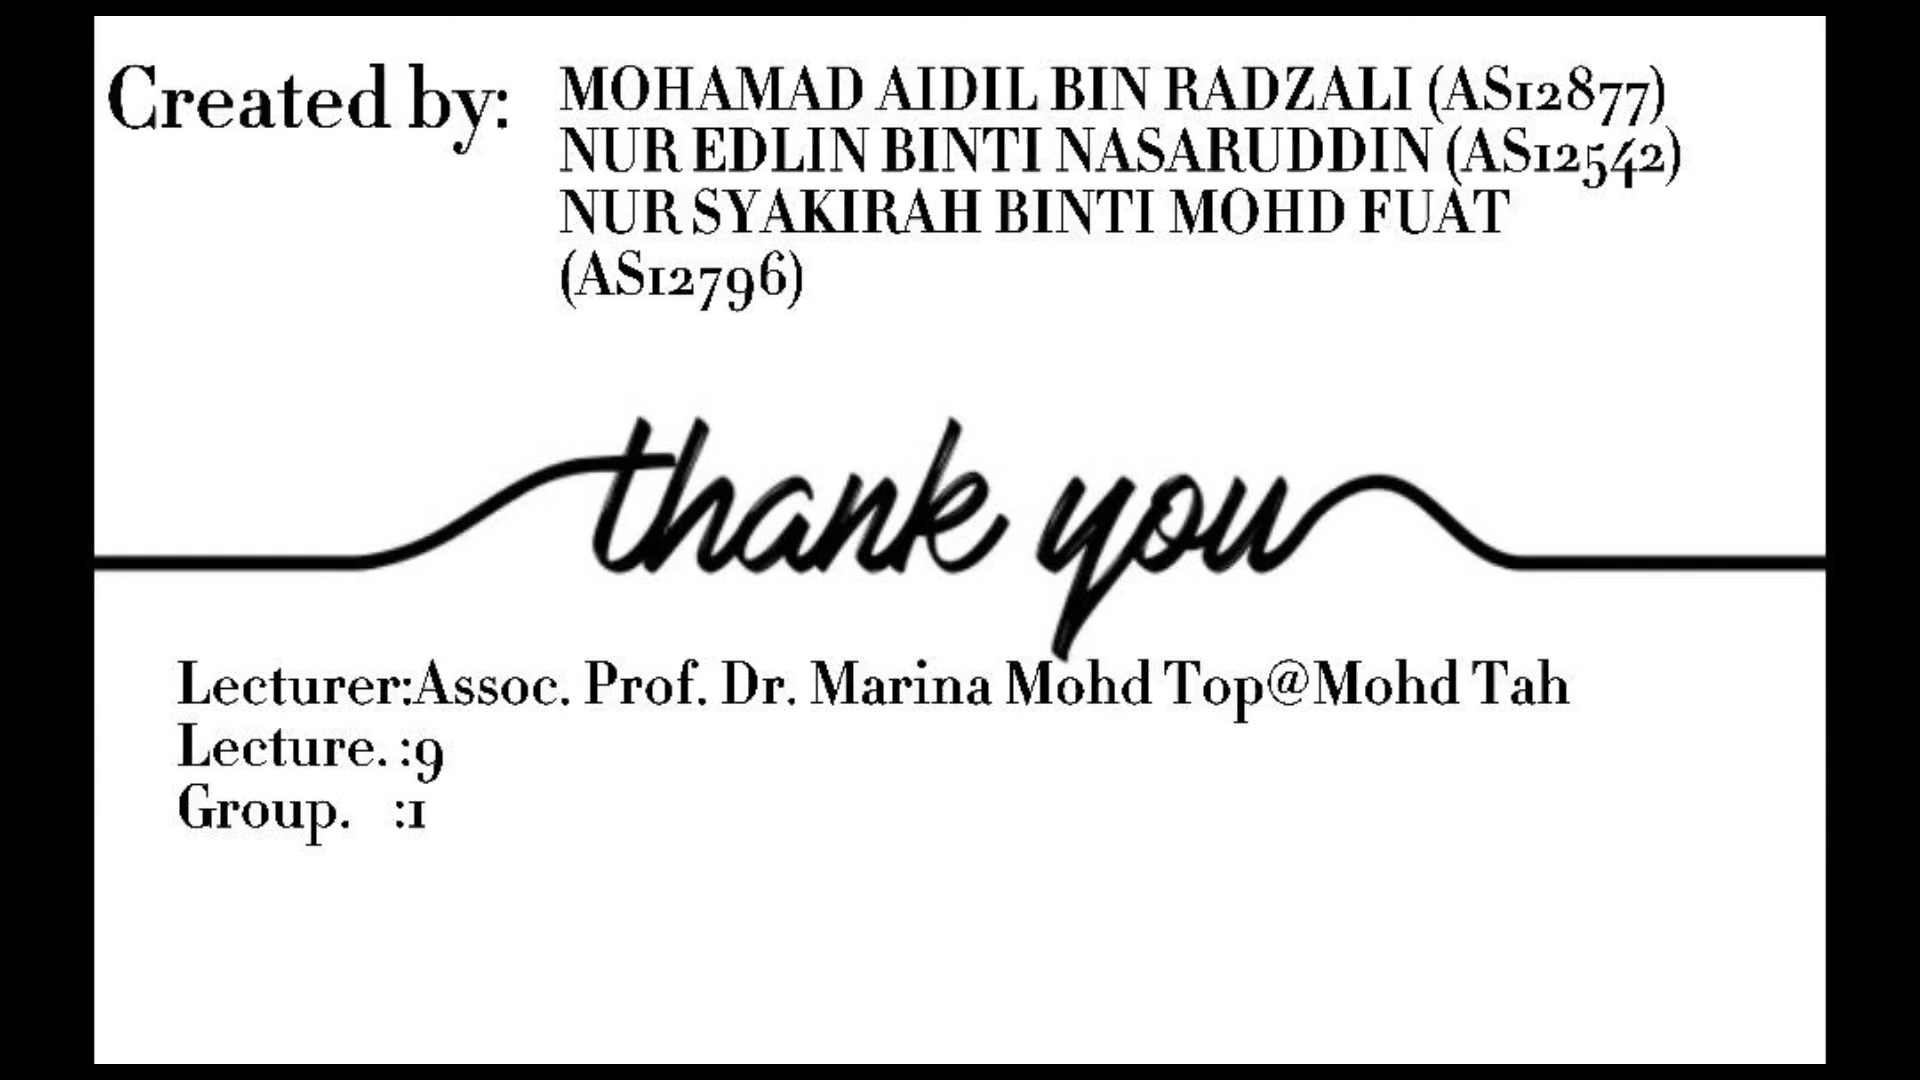 Created by:
MOHAMAD AIDIL BIN RADZALI (AS12877)
NUR EDLIN BINTI NASARUDDIN (AS12542)
NUR SYAKIRAH BINTI MOHD FUAT
(AS12796)
thank you
Lecturer:Assoc. Prof. Dr. Marina Mohd Top@Mohd Tah
Lecture. :9
Group. :1